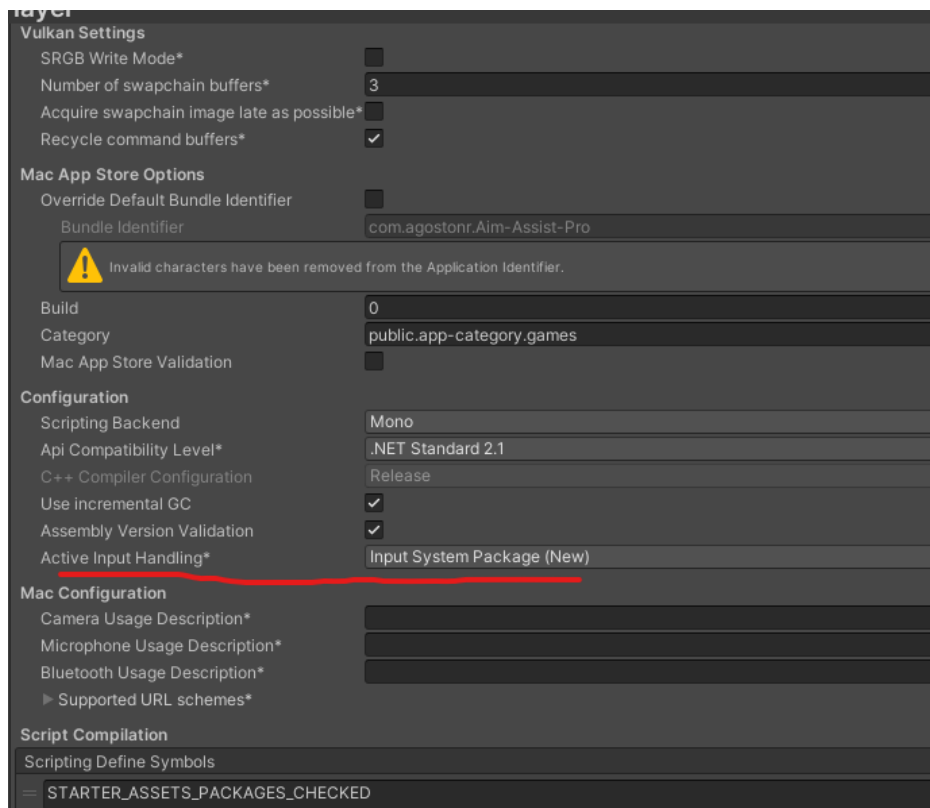 layer
Vulkan Settings
SRGB Write Mode*
Number of swapchain buffers* 3
Acquire swapchain image late as possible*
Recycle command buffers*
Mac App Store Options
Override Default Bundle Identifier
Bundle Identifier com.agostonr.Aim-Assist-Pro
Invalid characters have been removed from the Application Identifier.
Build 0
Category public.app-category.games
Mac App Store Validation
Configuration
Scripting Backend Mono
Api Compatibility Level* .NET Standard 2.1
C++ Compiler Configuration Release
Use incremental GC
Assembly Version Validation
Active Input Handling* Input System Package (New)
Mac Configuration
Camera Usage Description*
Microphone Usage Description*
Bluetooth Usage Description*
Supported URL schemes*
Script Compilation
Scripting Define Symbols
STARTER_ASSETS_PACKAGES_CHECKED